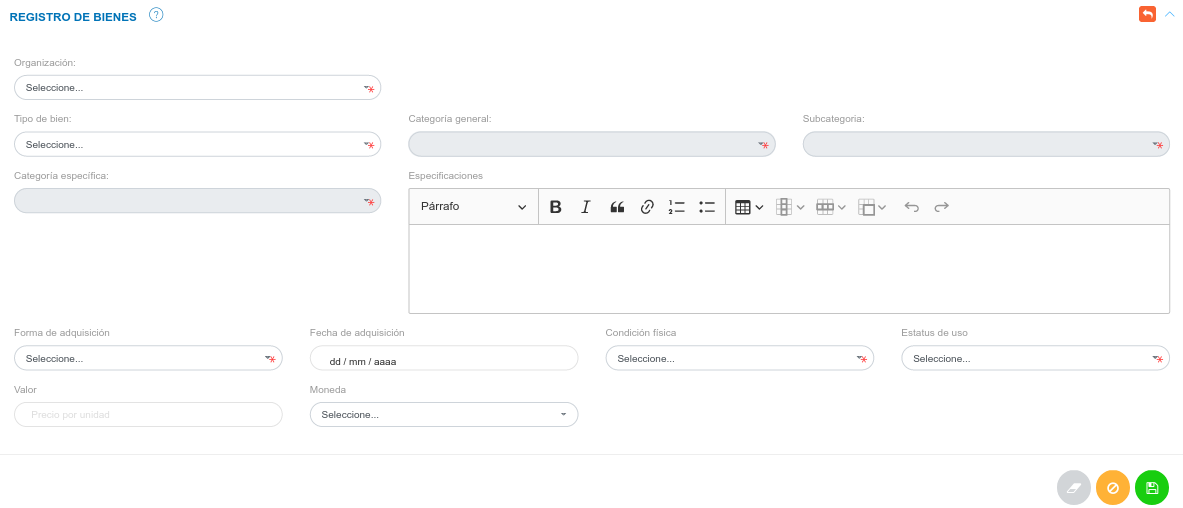 REGISTRO DE BIENES ?
Organización:
Seleccione...
Tipo de bien: Categoría general: Subcategoria:
Seleccione...
Categoría específica: Especificaciones
Párrafo B I
Forma de adquisición Fecha de adquisición Condición física Estatus de uso
Seleccione... dd / mm / aaaa Seleccione... Seleccione...
Valor Moneda
Precio por unidad Seleccione...